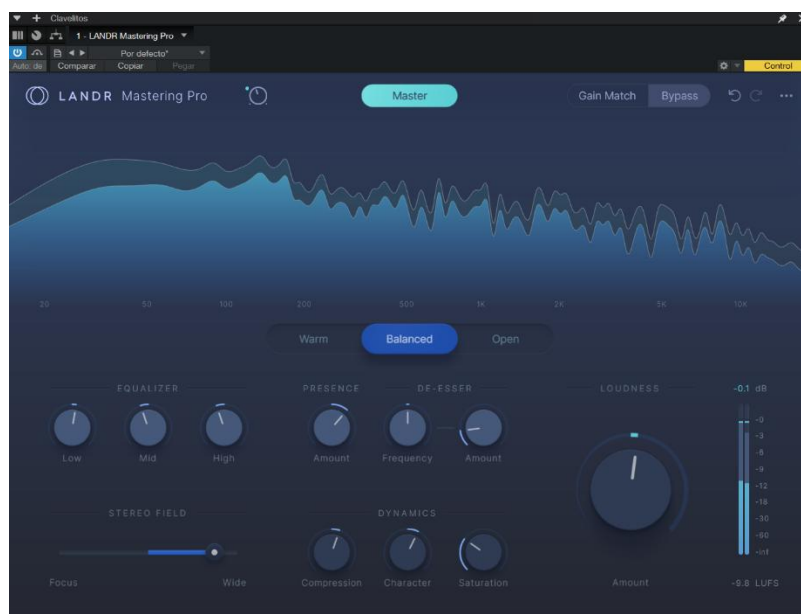 Clavelitos
1 - LANDR Mastering Pro
Por defecto*
Auto: de Comparar Copiar Pegar Control
LANDR Mastering Pro Master Gain Match Bypass
20 50 100 200 500 1K 2K 5K 10K
Warm Balanced Open
EQUALIZER PRESENCE DE-ESSER LOUDNESS -0.1 dB
-0
-3
-6
-9
-12
-18
-30
-60
-inf
Low Mid High Amount Frequency Amount
STEREO FIELD DYNAMICS
Focus Wide Compression Character Saturation Amount -9.8 LUFS